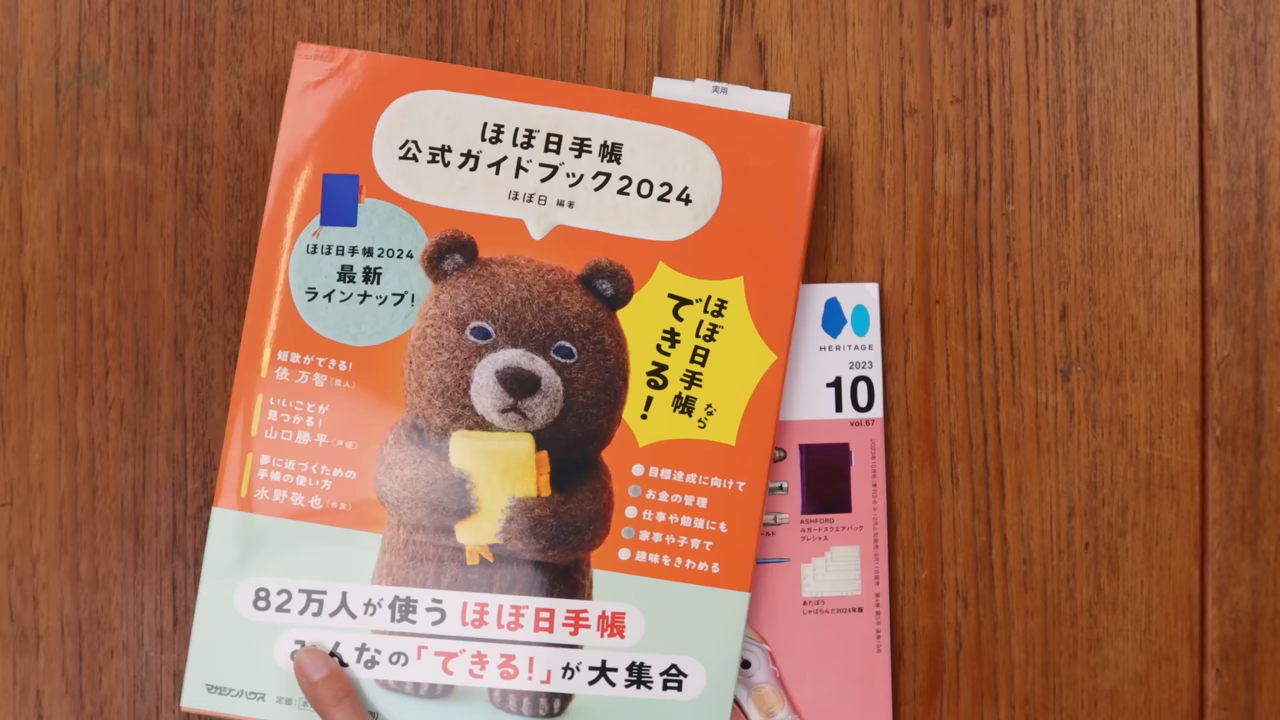 実用
ほぼ日手帳
公式ガイドブック2024
ほぼ日 編著
ほぼ日手帳2024
最新
ラインナップ!
ほぼ日手帳なら
できる!
短歌ができる!
俵 万智(歌人)
いいことが
見つかる!
山口勝平(声優)
夢に近づくための
手帳の使い方
水野敬也(作家)
目標達成に向けて
お金の管理
仕事や勉強にも
家事や子育て
趣味をきわめる
82万人が使う ほぼ日手帳
みんなの「できる!」が大集合
マガジンハウス
定価:
HERITAGE
2023
10
vol.67
ASHFORD
ルガードスクエアバック
プレシャス
あたぼう
じゃばらんだ2024年版